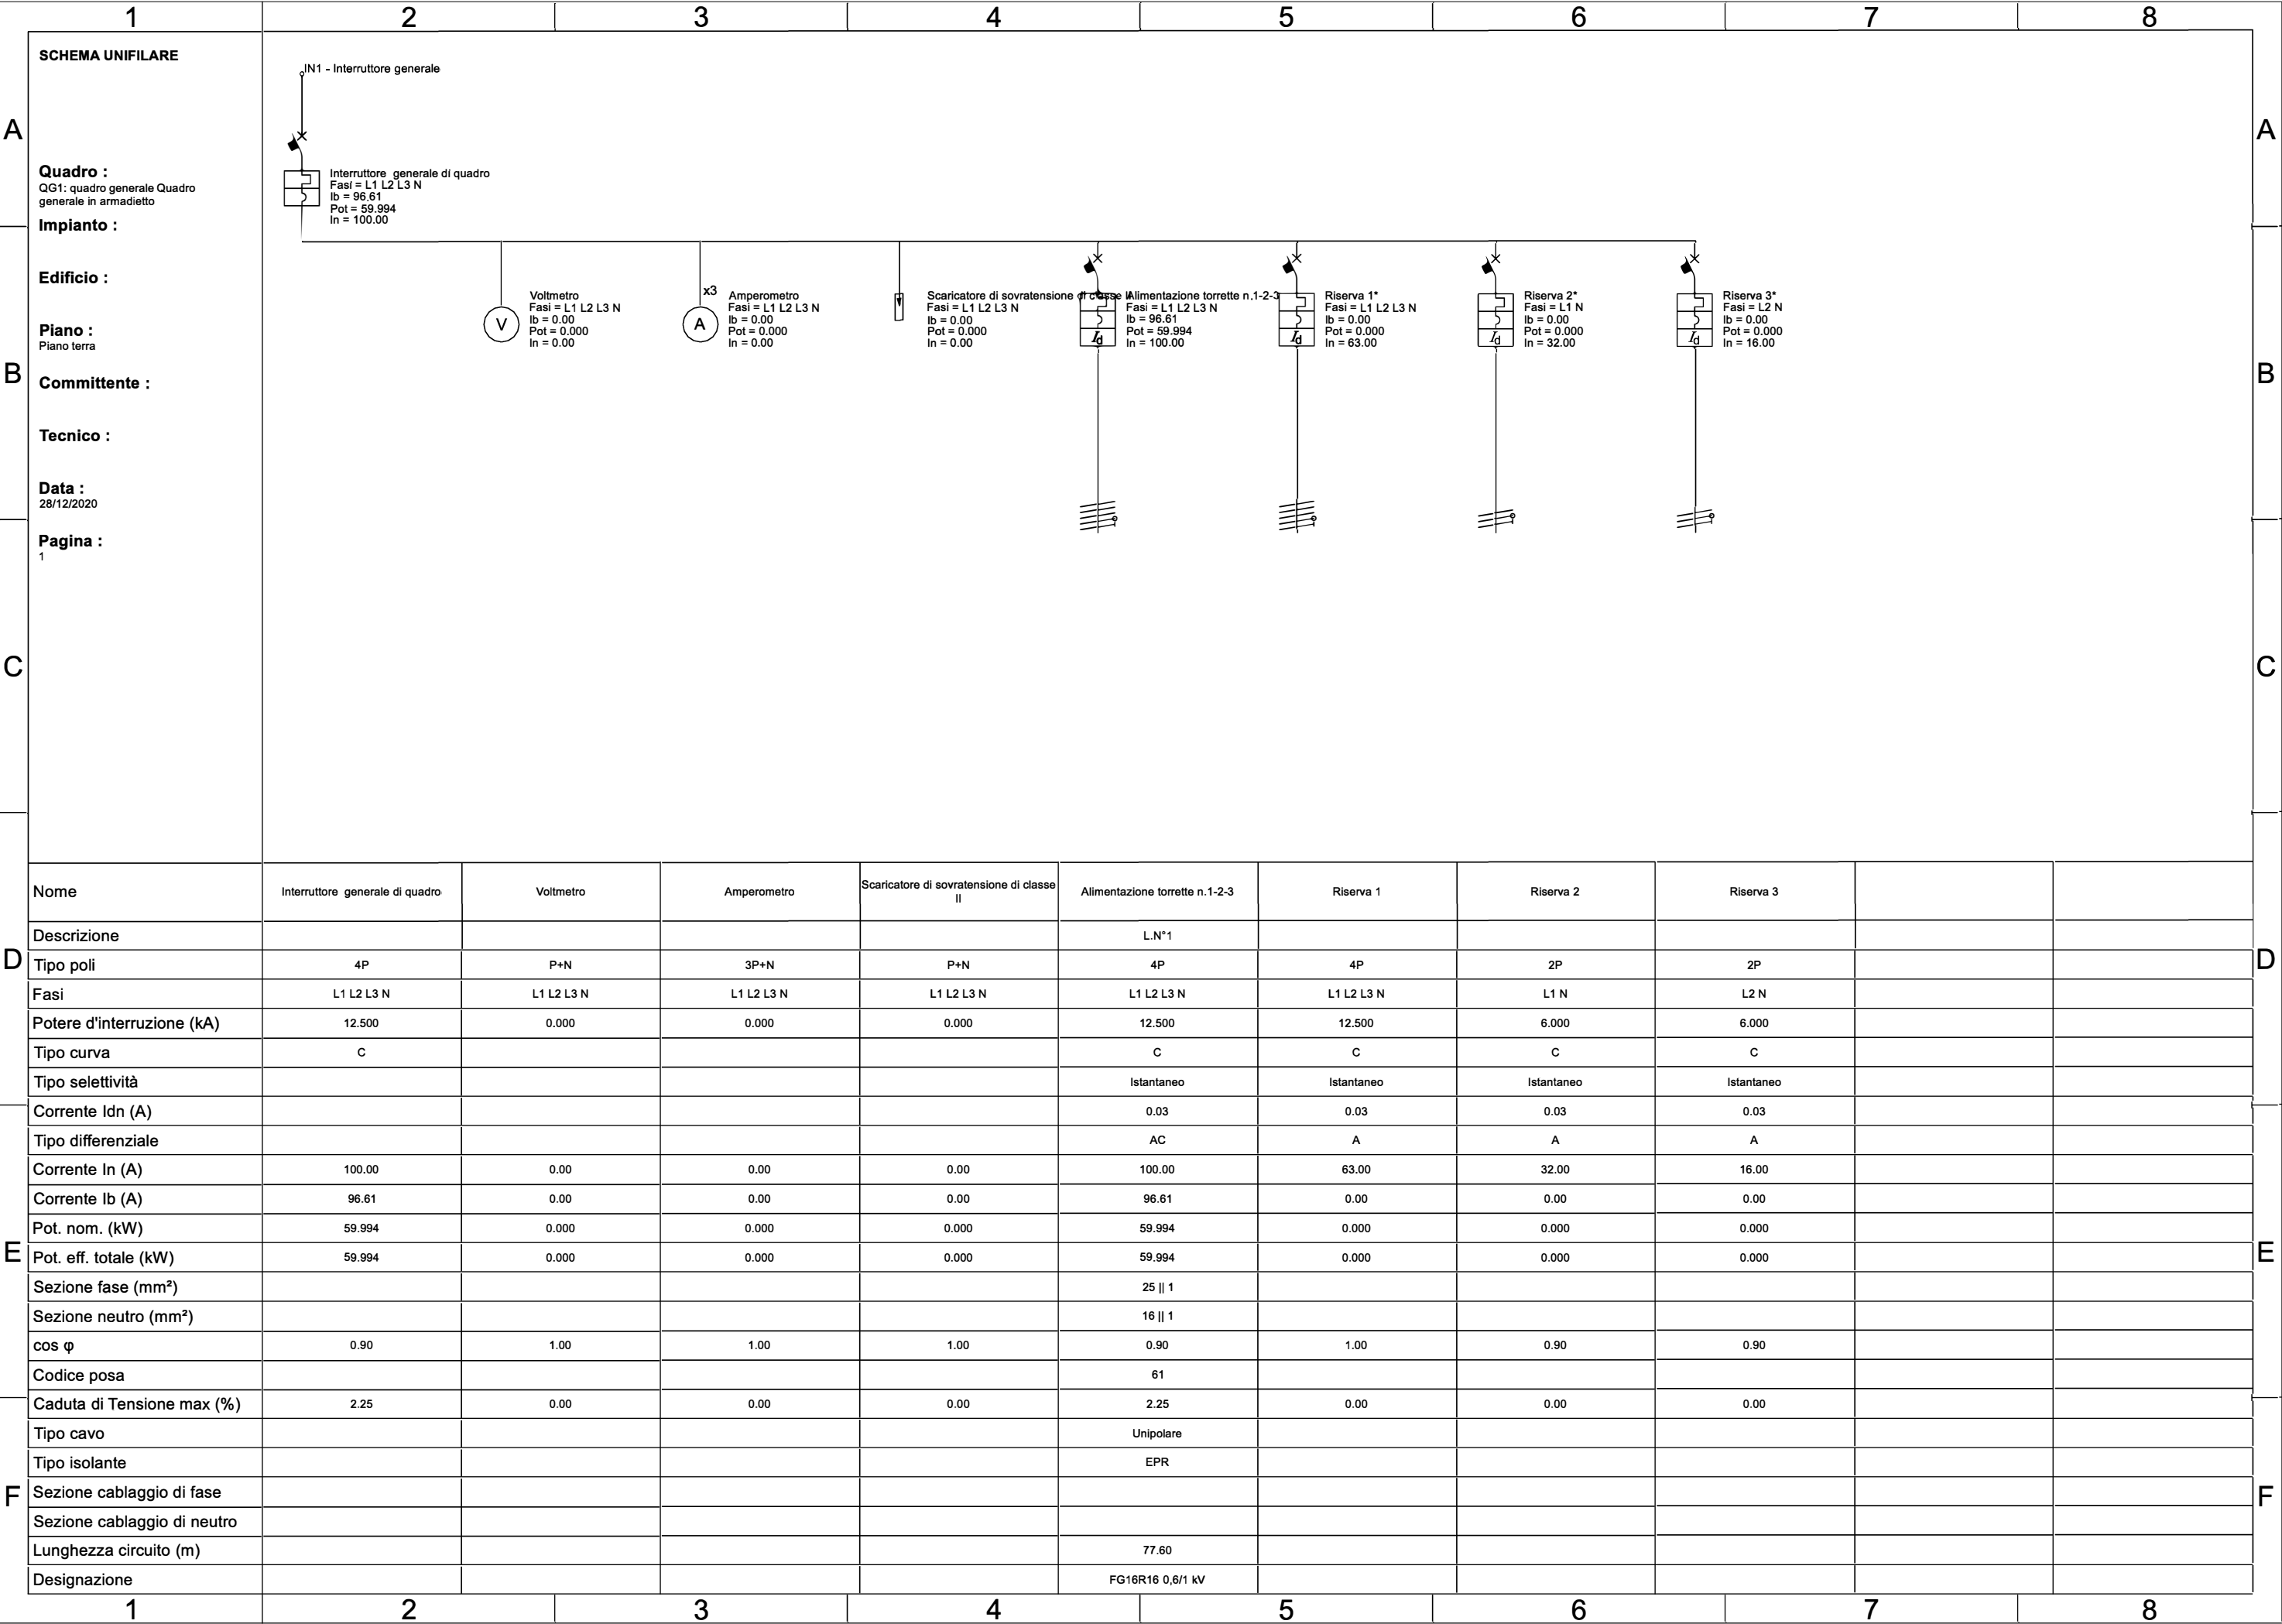 1 2 3 4 5 6 7 8
SCHEMA UNIFILARE
IN1 - Interruttore generale
A A
Quadro :
QG1: quadro generale Quadro
generale in armadietto
Interruttore generale di quadro
Fasi = L1 L2 L3 N
Ib = 96.61
Pot = 59.994
In = 100.00
Impianto :
Edificio :
Piano :
Piano terra
V
Voltmetro
Fasi = L1 L2 L3 N
Ib = 0.00
Pot = 0.000
In = 0.00
x3
A
Amperometro
Fasi = L1 L2 L3 N
Ib = 0.00
Pot = 0.000
In = 0.00
Scaricatore di sovratensione di classe II
Fasi = L1 L2 L3 N
Ib = 0.00
Pot = 0.000
In = 0.00
Id
Alimentazione torrette n.1-2-3
Fasi = L1 L2 L3 N
Ib = 96.61
Pot = 59.994
In = 100.00
Id
Riserva 1*
Fasi = L1 L2 L3 N
Ib = 0.00
Pot = 0.000
In = 63.00
Id
Riserva 2*
Fasi = L1 N
Ib = 0.00
Pot = 0.000
In = 32.00
Id
Riserva 3*
Fasi = L2 N
Ib = 0.00
Pot = 0.000
In = 16.00
B B
Committente :
Tecnico :
Data :
28/12/2020
Pagina :
1
C C
Nome Interruttore generale di quadro Voltmetro Amperometro Scaricatore di sovratensione di classe II Alimentazione torrette n.1-2-3 Riserva 1 Riserva 2 Riserva 3
Descrizione L.N°1
D D
Tipo poli 4P P+N 3P+N P+N 4P 4P 2P 2P
Fasi L1 L2 L3 N L1 L2 L3 N L1 L2 L3 N L1 L2 L3 N L1 L2 L3 N L1 L2 L3 N L1 N L2 N
Potere d'interruzione (kA) 12.500 0.000 0.000 0.000 12.500 12.500 6.000 6.000
Tipo curva C C C C C
Tipo selettività Istantaneo Istantaneo Istantaneo Istantaneo
Corrente Idn (A) 0.03 0.03 0.03 0.03
Tipo differenziale AC A A A
Corrente In (A) 100.00 0.00 0.00 0.00 100.00 63.00 32.00 16.00
Corrente Ib (A) 96.61 0.00 0.00 0.00 96.61 0.00 0.00 0.00
Pot. nom. (kW) 59.994 0.000 0.000 0.000 59.994 0.000 0.000 0.000
E E
Pot. eff. totale (kW) 59.994 0.000 0.000 0.000 59.994 0.000 0.000 0.000
Sezione fase (mm²) 25 || 1
Sezione neutro (mm²) 16 || 1
cos φ 0.90 1.00 1.00 1.00 0.90 1.00 0.90 0.90
Codice posa 61
Caduta di Tensione max (%) 2.25 0.00 0.00 0.00 2.25 0.00 0.00 0.00
Tipo cavo Unipolare
Tipo isolante EPR
F F
Sezione cablaggio di fase
Sezione cablaggio di neutro
Lunghezza circuito (m) 77.60
Designazione FG16R16 0,6/1 kV
1 2 3 4 5 6 7 8